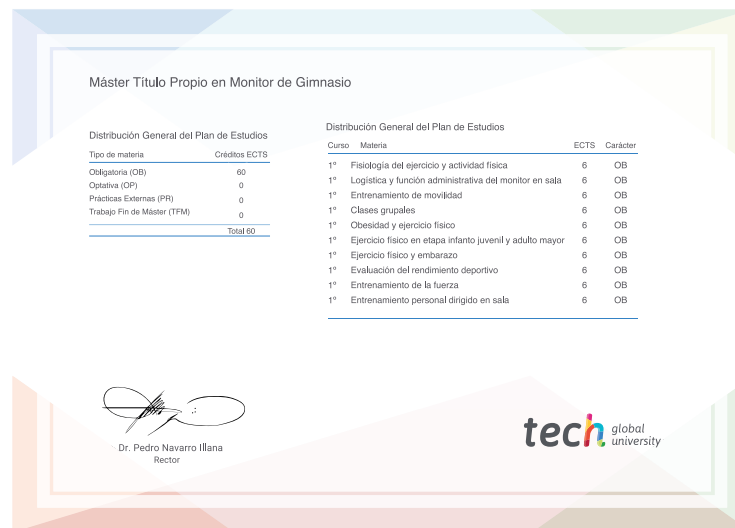 Máster Título Propio en Monitor de Gimnasio
Distribución General del Plan de Estudios
Tipo de materia Créditos ECTS
Obligatoria (OB) 60
Optativa (OP) 0
Prácticas Externas (PR) 0
Trabajo Fin de Máster (TFM) 0
Total 60
Distribución General del Plan de Estudios
Curso Materia ECTS Carácter
1º Fisiología del ejercicio y actividad física 6 OB
1º Logística y función administrativa del monitor en sala 6 OB
1º Entrenamiento de movilidad 6 OB
1º Clases grupales 6 OB
1º Obesidad y ejercicio físico 6 OB
1º Ejercicio físico en etapa infanto juvenil y adulto mayor 6 OB
1º Ejercicio físico y embarazo 6 OB
1º Evaluación del rendimiento deportivo 6 OB
1º Entrenamiento de la fuerza 6 OB
1º Entrenamiento personal dirigido en sala 6 OB
Dr. Pedro Navarro Illana
Rector
tech global
university